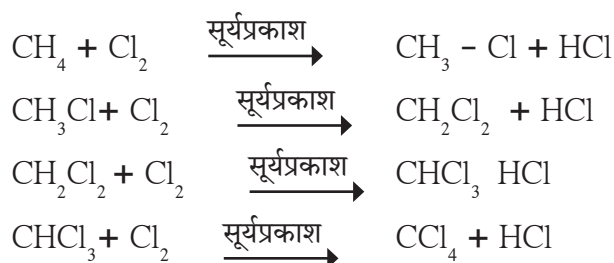 CH₄ + Cl₂ सूर्यप्रकाश → CH₃ – Cl + HCl
CH₃Cl+ Cl₂ सूर्यप्रकाश → CH₂Cl₂ + HCl
CH₂Cl₂ + Cl₂ सूर्यप्रकाश → CHCl₃ HCl
CHCl₃+ Cl₂ सूर्यप्रकाश → CCl₄ + HCl